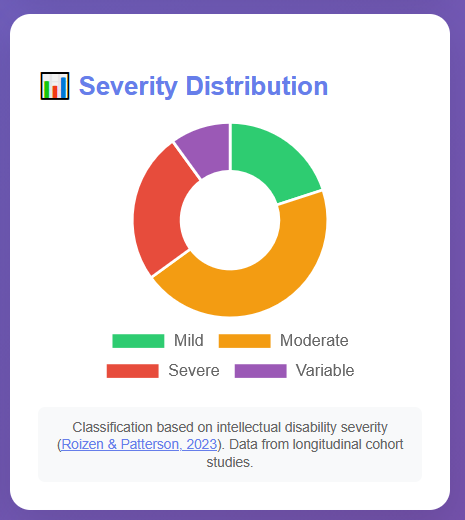 Severity Distribution
Mild
Moderate
Severe
Variable
Classification based on intellectual disability severity
(Roizen & Patterson, 2023). Data from longitudinal cohort
studies.